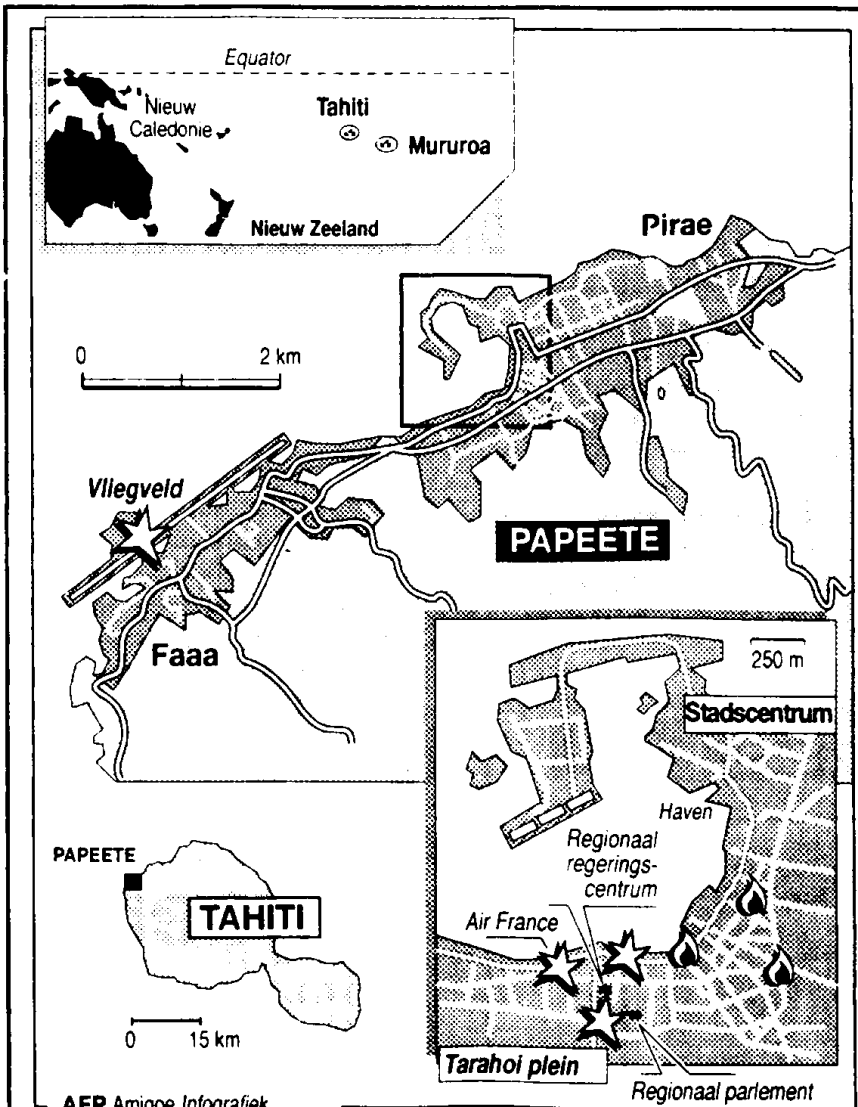 Equator
Nieuw
Caledonie
Tahiti
Mururoa
Nieuw Zeeland
Pirae
0 2 km
Vliegveld
PAPEETE
Faaa
250 m
Stadscentrum
Haven
Regionaal
regerings-
centrum
Air France
Tarahoi plein
Regionaal parlement
PAPEETE
TAHITI
0 15 km
AFP Amigoe Infografiek